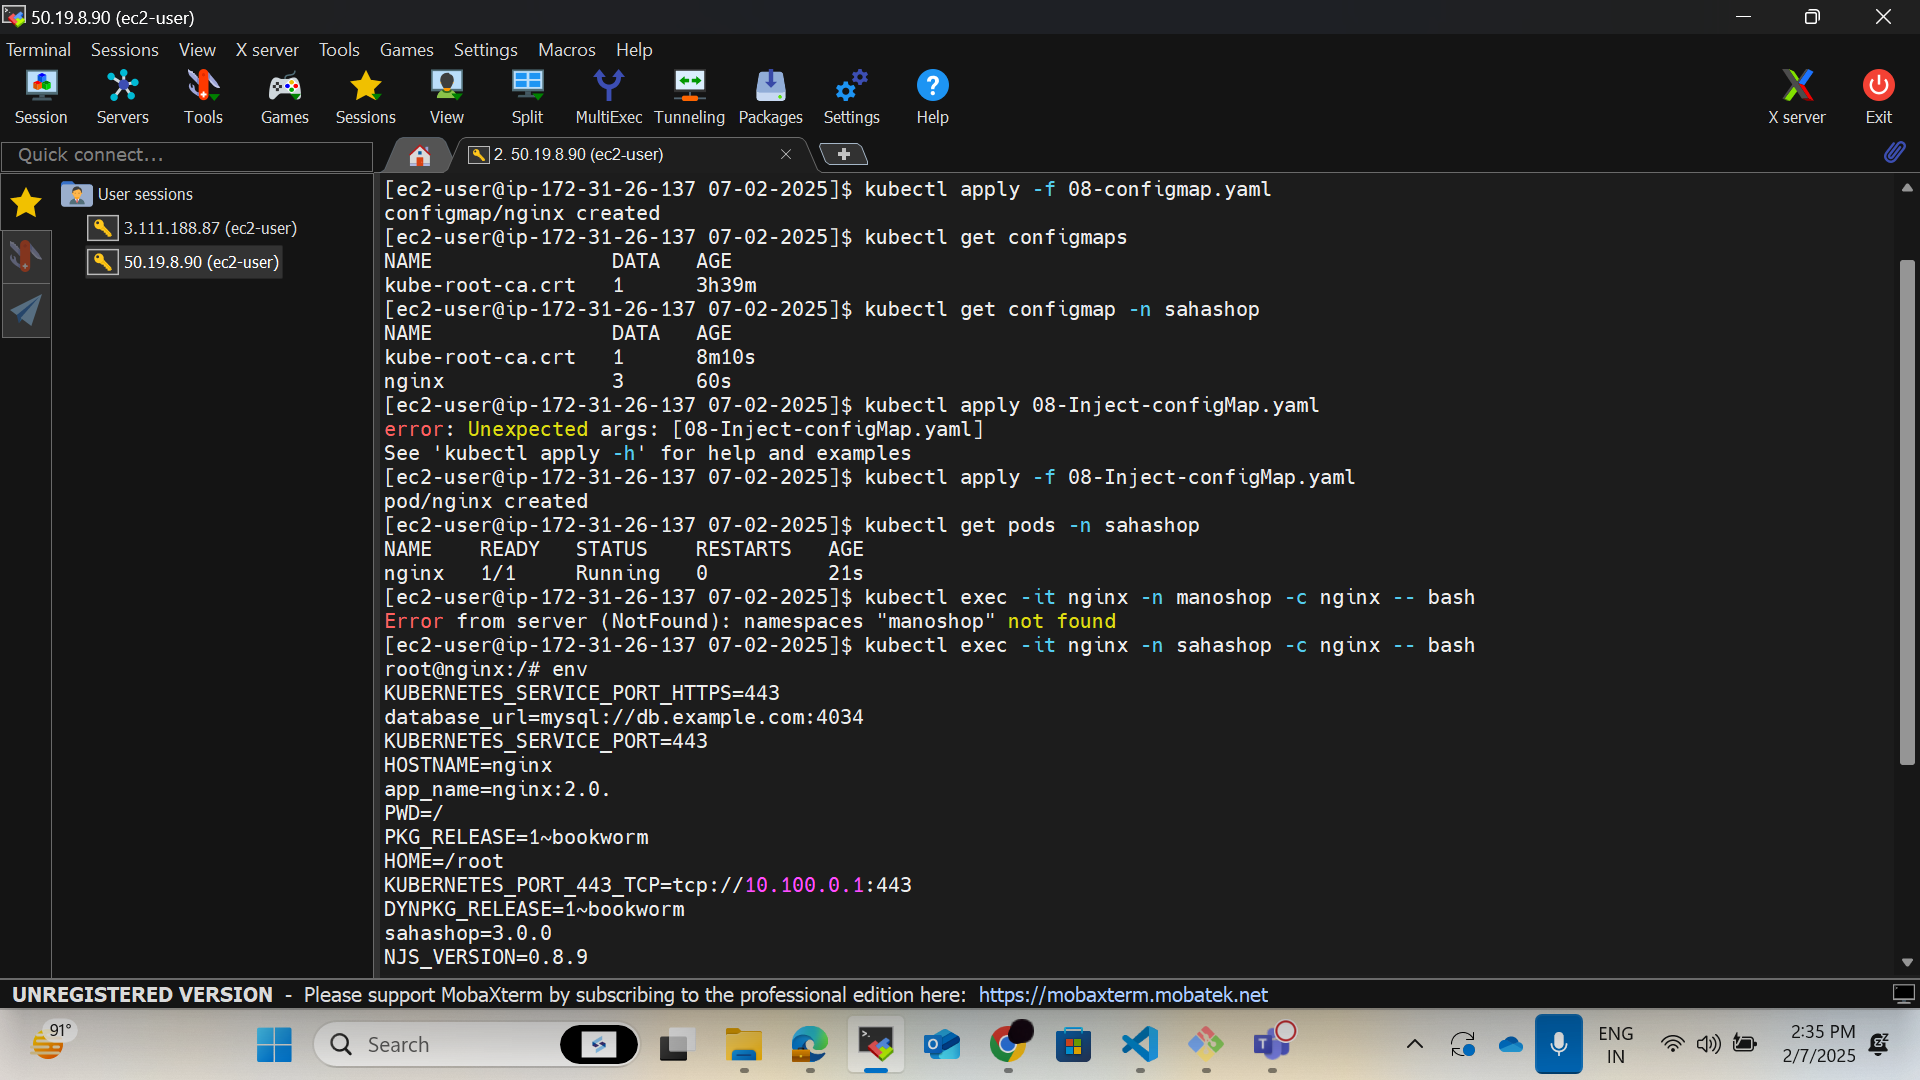 50.19.8.90 (ec2-user)
Terminal Sessions View X server Tools Games Settings Macros Help
Session Servers Tools Games Sessions View Split MultiExec Tunneling Packages Settings Help X server Exit
Quick connect...
2. 50.19.8.90 (ec2-user)
User sessions
3.111.188.87 (ec2-user)
50.19.8.90 (ec2-user)
[ec2-user@ip-172-31-26-137 07-02-2025]$ kubectl apply -f 08-configmap.yaml
configmap/nginx created
[ec2-user@ip-172-31-26-137 07-02-2025]$ kubectl get configmaps
NAME DATA AGE
kube-root-ca.crt 1 3h39m
[ec2-user@ip-172-31-26-137 07-02-2025]$ kubectl get configmap -n sahashop
NAME DATA AGE
kube-root-ca.crt 1 8m10s
nginx 3 60s
[ec2-user@ip-172-31-26-137 07-02-2025]$ kubectl apply 08-Inject-configMap.yaml
error: Unexpected args: [08-Inject-configMap.yaml]
See 'kubectl apply -h' for help and examples
[ec2-user@ip-172-31-26-137 07-02-2025]$ kubectl apply -f 08-Inject-configMap.yaml
pod/nginx created
[ec2-user@ip-172-31-26-137 07-02-2025]$ kubectl get pods -n sahashop
NAME READY STATUS RESTARTS AGE
nginx 1/1 Running 0 21s
[ec2-user@ip-172-31-26-137 07-02-2025]$ kubectl exec -it nginx -n manoshop -c nginx -- bash
Error from server (NotFound): namespaces "manoshop" not found
[ec2-user@ip-172-31-26-137 07-02-2025]$ kubectl exec -it nginx -n sahashop -c nginx -- bash
root@nginx:/# env
KUBERNETES_SERVICE_PORT_HTTPS=443
database_url=mysql://db.example.com:4034
KUBERNETES_SERVICE_PORT=443
HOSTNAME=nginx
app_name=nginx:2.0.
PWD=/
PKG_RELEASE=1~bookworm
HOME=/root
KUBERNETES_PORT_443_TCP=tcp://10.100.0.1:443
DYNPKG_RELEASE=1~bookworm
sahashop=3.0.0
NJS_VERSION=0.8.9
UNREGISTERED VERSION - Please support MobaXterm by subscribing to the professional edition here: https://mobaxterm.mobatek.net
91°
Search
ENG
IN
2:35 PM
2/7/2025